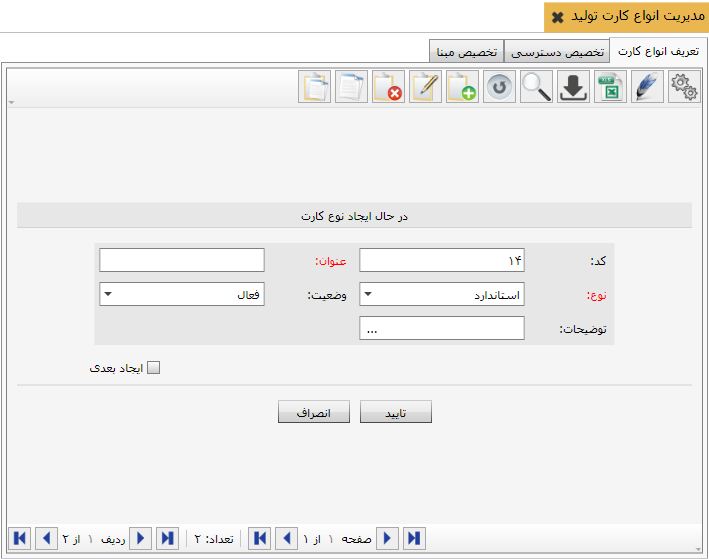 مدیریت انواع کارت تولید
تعریف انواع کارت
تخصیص دسترسی
تخصیص مبنا
در حال ایجاد نوع کارت
کد: ۱۴
عنوان:
نوع: استاندارد
وضعیت: فعال
توضیحات: ...
ایجاد بعدی
تایید
انصراف
صفحه ۱ از ۱
تعداد: ۲
ردیف ۱ از ۲